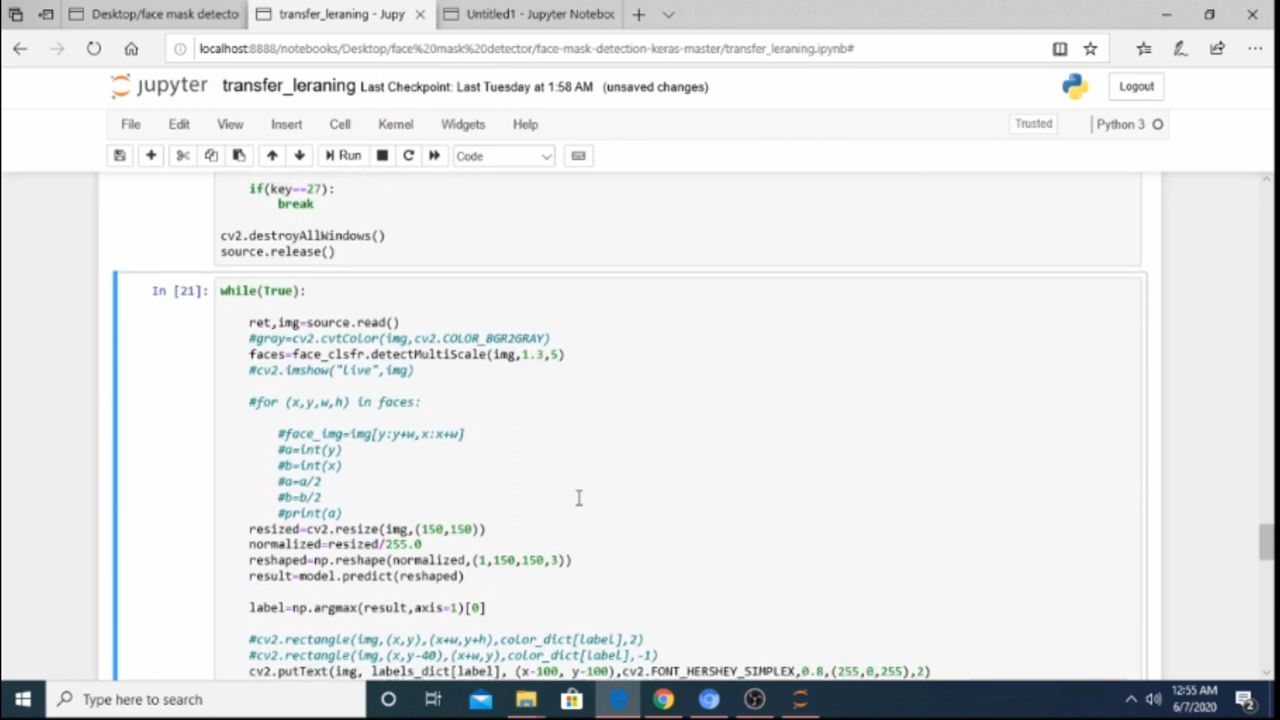 Desktop/face mask detecto
transfer_leraning - Jupy
Untitled1 - Jupyter Notebox
localhost:8888/notebooks/Desktop/face%20mask%20detector/face-mask-detection-keras-master/transfer_leraning.ipynb#
jupyter transfer_leraning Last Checkpoint: Last Tuesday at 1:58 AM (unsaved changes)
Logout
File Edit View Insert Cell Kernel Widgets Help
Trusted
Python 3
Run
Code
if(key==27):
break
cv2.destroyAllWindows()
source.release()
In [21]: while(True):
ret,img=source.read()
#gray=cv2.cvtColor(img,cv2.COLOR_BGR2GRAY)
faces=face_clsfr.detectMultiScale(img,1.3,5)
#cv2.imshow("live",img)
#for (x,y,w,h) in faces:
#face_img=img[y:y+w,x:x+w]
#a=int(y)
#b=int(x)
#a=a/2
#b=b/2
#print(a)
resized=cv2.resize(img,(150,150))
normalized=resized/255.0
reshaped=np.reshape(normalized,(1,150,150,3))
result=model.predict(reshaped)
label=np.argmax(result,axis=1)[0]
#cv2.rectangle(img,(x,y),(x+w,y+h),color_dict[label],2)
#cv2.rectangle(img,(x,y-40),(x+w,y),color_dict[label],-1)
cv2.putText(img, labels_dict[label], (x-100, y-100),cv2.FONT_HERSHEY_SIMPLEX,0.8,(255,0,255),2)
Type here to search
12:55 AM
6/7/2020
2